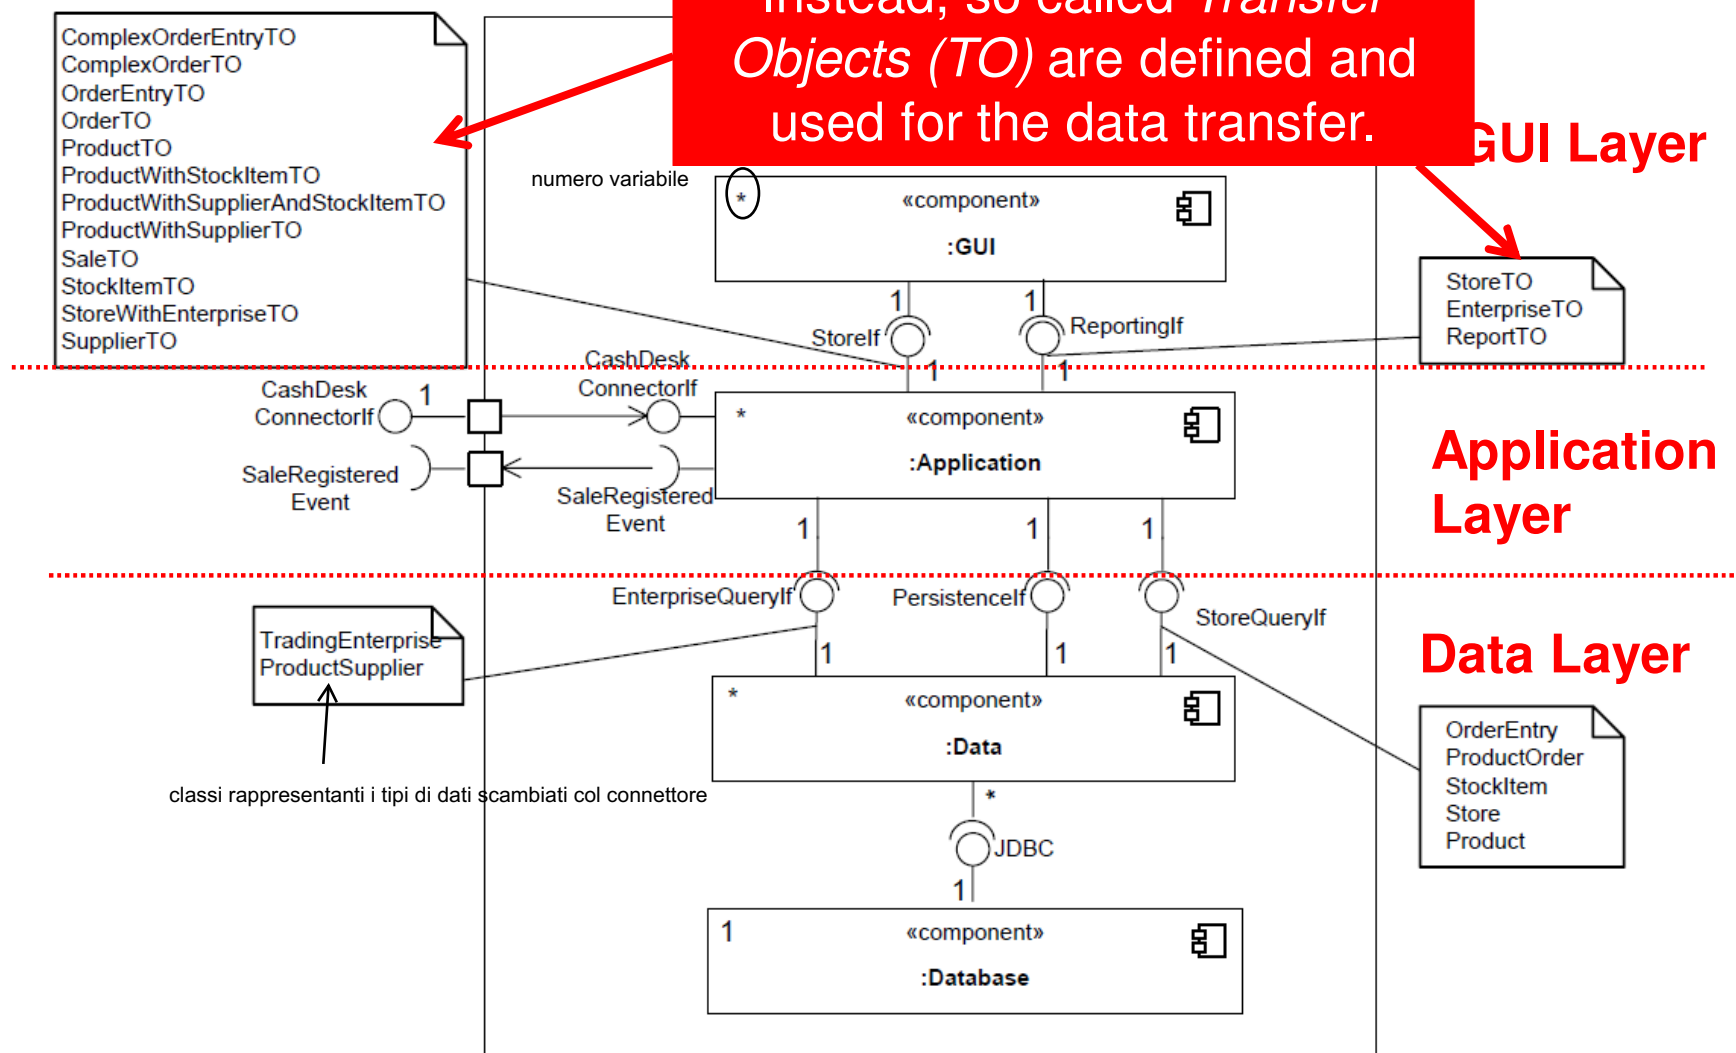 Instead, so called Transfer
Objects (TO) are defined and
used for the data transfer.
ComplexOrderEntryTO
ComplexOrderTO
OrderEntryTO
OrderTO
ProductTO
ProductWithStockItemTO
ProductWithSupplierAndStockItemTO
ProductWithSupplierTO
SaleTO
StockItemTO
StoreWithEnterpriseTO
SupplierTO
GUI Layer
numero variabile
*
«component»
:GUI
1
1
StoreIf
ReportingIf
StoreTO
EnterpriseTO
ReportTO
1
1
CashDesk
ConnectorIf
1
CashDesk
ConnectorIf
*
«component»
:Application
SaleRegistered
Event
SaleRegistered
Event
Application
Layer
1
1
1
EnterpriseQueryIf
PersistenceIf
StoreQueryIf
TradingEnterprise
ProductSupplier
1
1
1
Data Layer
*
«component»
:Data
OrderEntry
ProductOrder
StockItem
Store
Product
classi rappresentanti i tipi di dati scambiati col connettore
*
JDBC
1
1
«component»
:Database